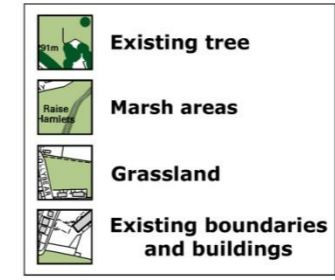 91m
Existing tree
Raise
Hamlets
Marsh areas
Grassland
Existing boundaries
and buildings